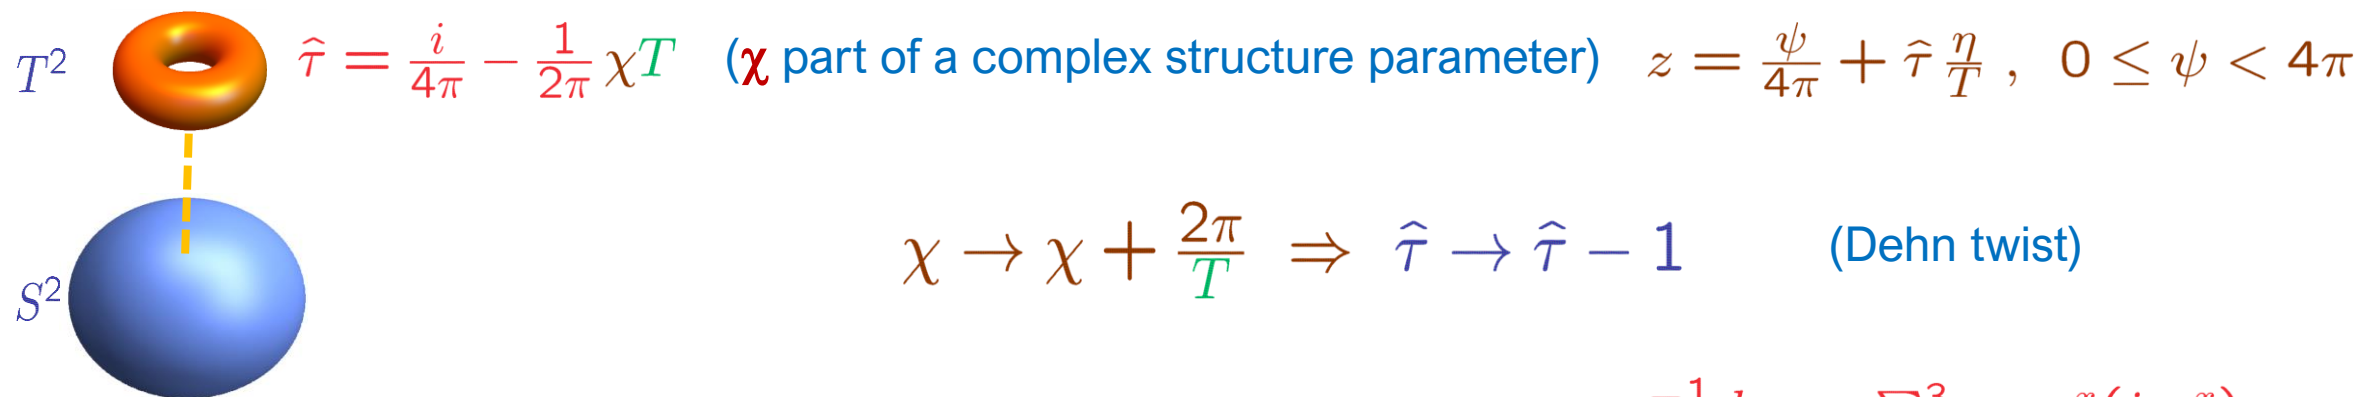 T² τ̂ = i/4π − 1/2π χT (χ part of a complex structure parameter) z = ψ/4π + τ̂ η/T , 0 ≤ ψ < 4π
χ → χ + 2π/T ⇒ τ̂ → τ̂ − 1 (Dehn twist)
S²